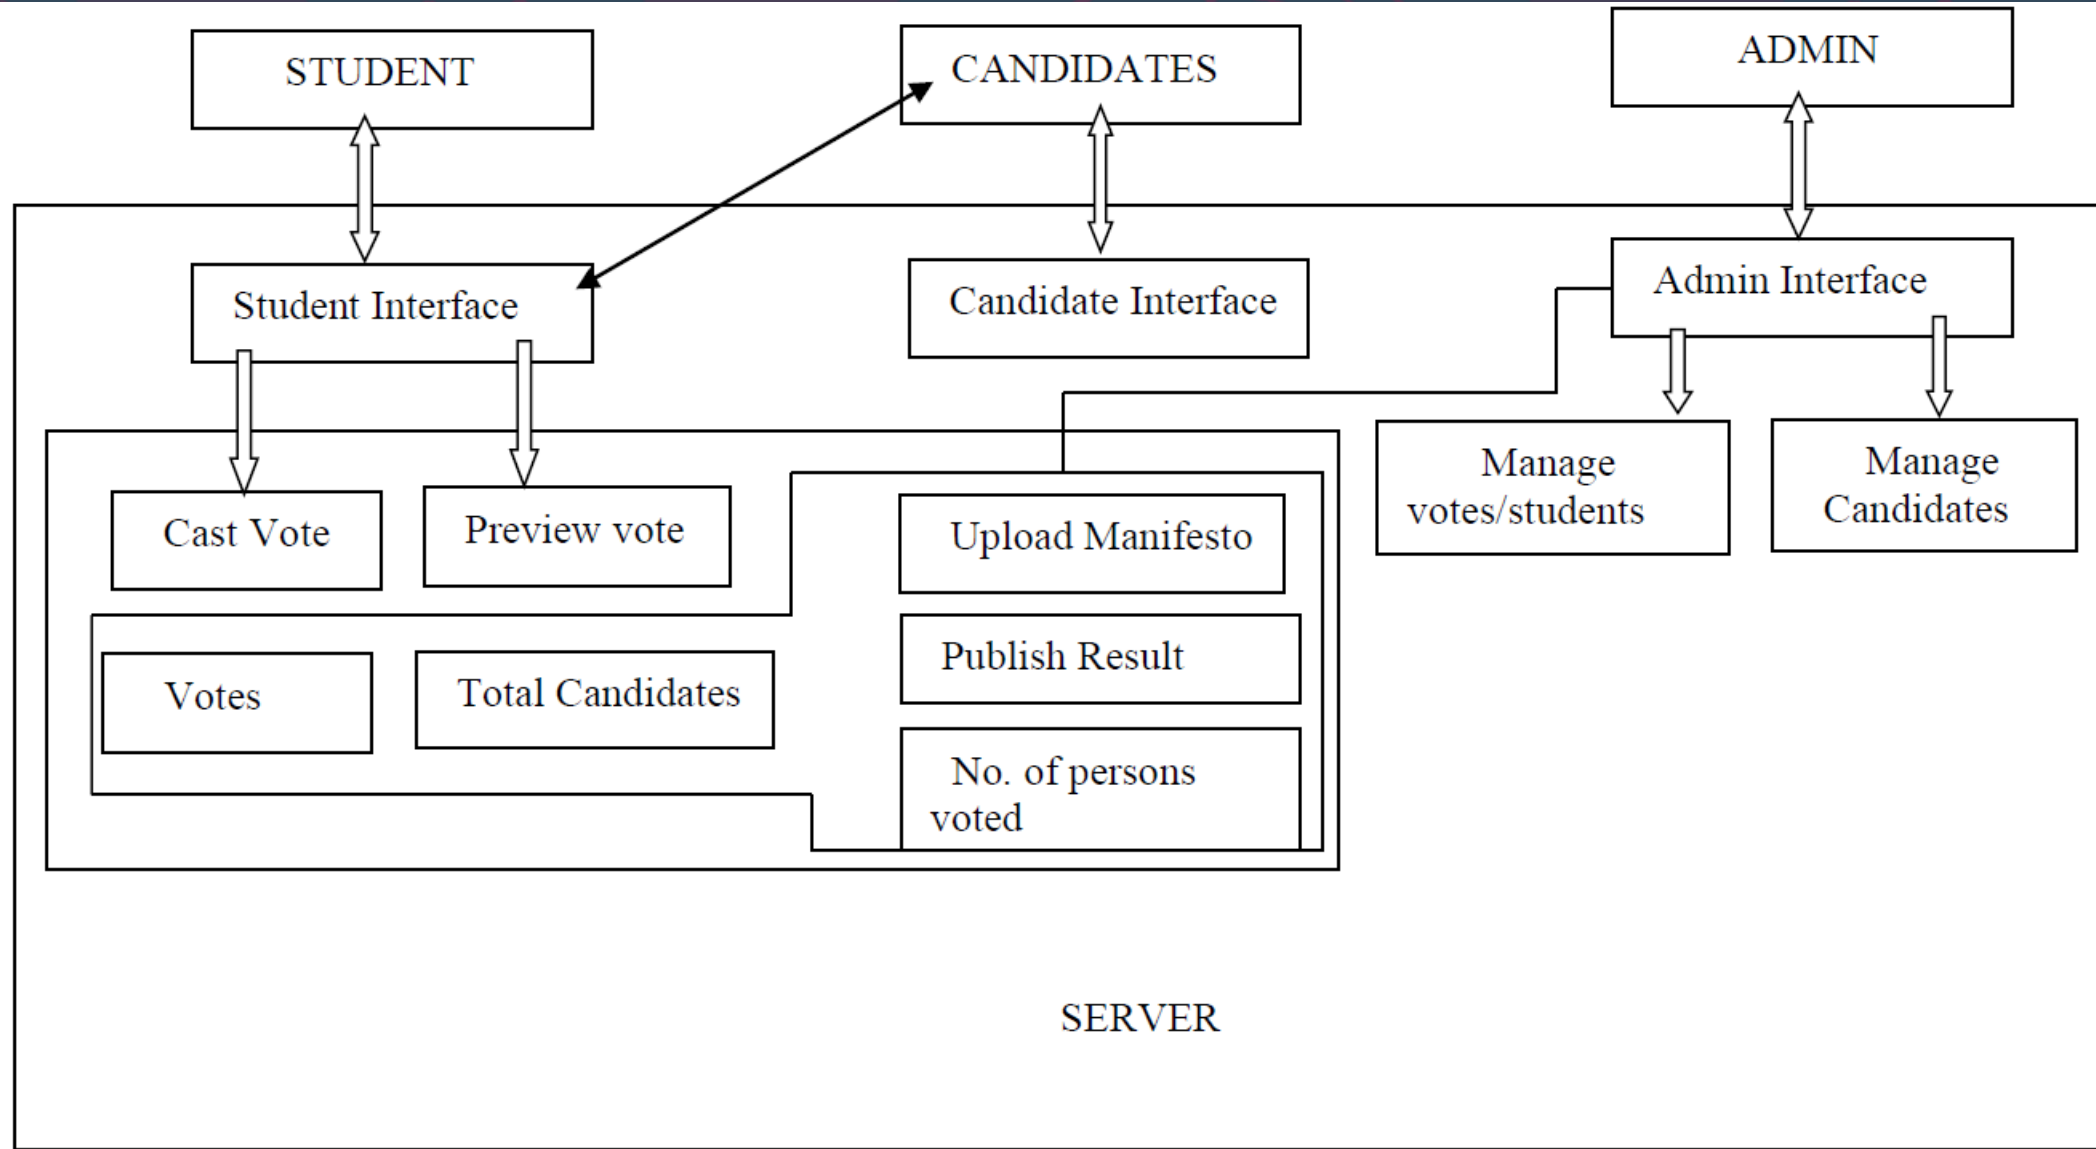 STUDENT
CANDIDATES
ADMIN
Student Interface
Candidate Interface
Admin Interface
Cast Vote
Preview vote
Upload Manifesto
Manage
votes/students
Manage
Candidates
Votes
Total Candidates
Publish Result
No. of persons
voted
SERVER